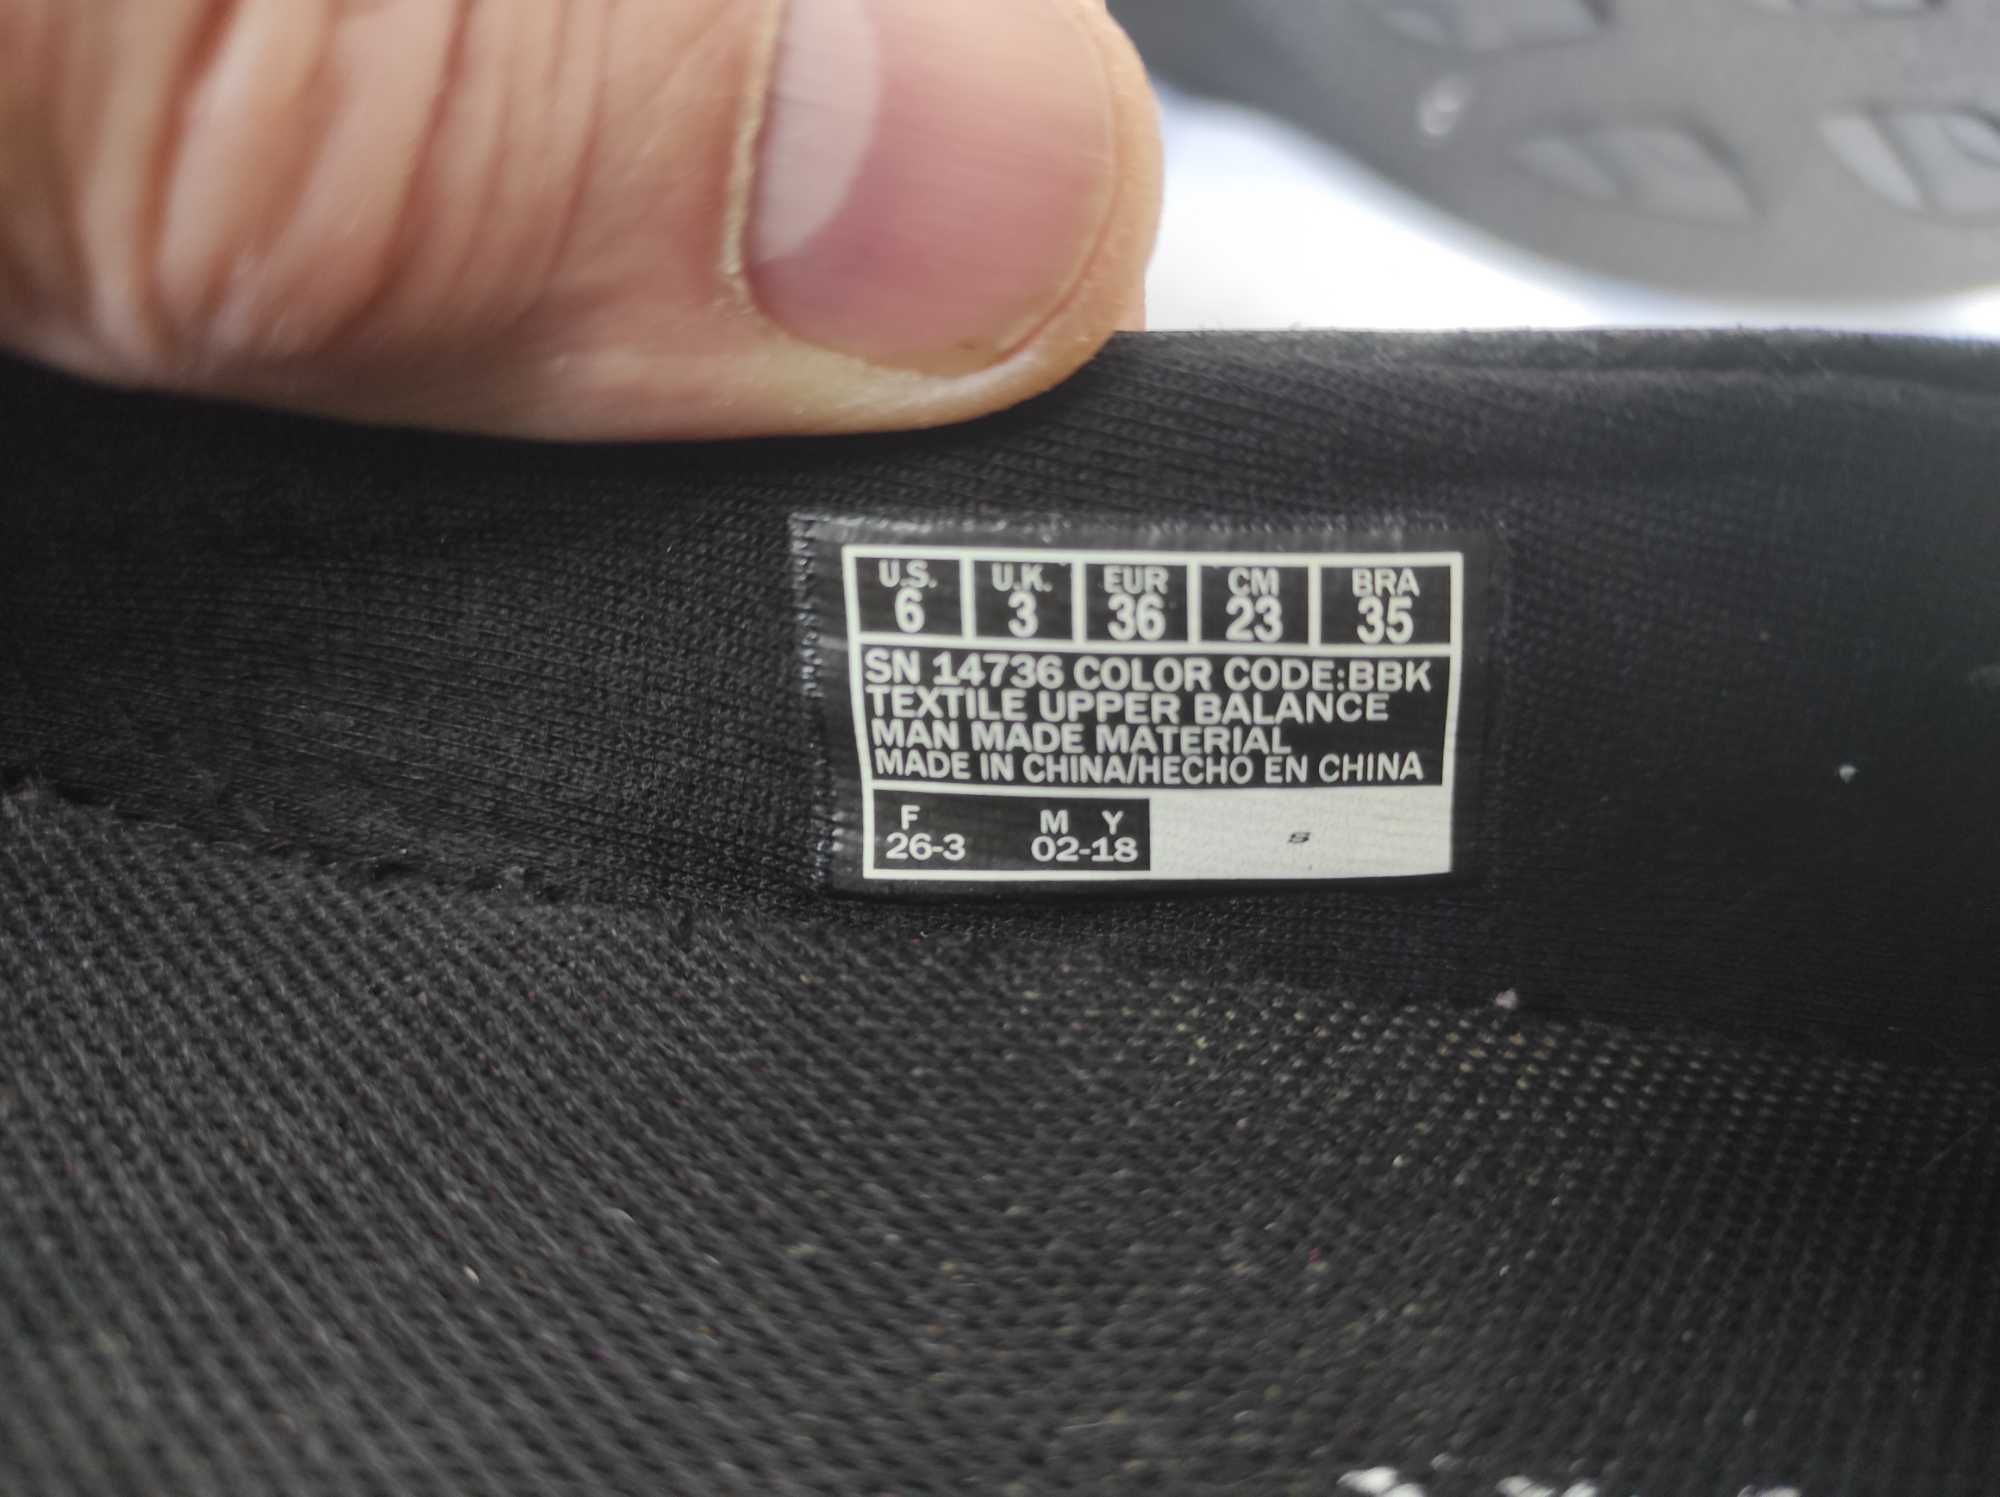 U.S. U.K. EUR CM BRA
6 3 36 23 35
SN 14736 COLOR CODE:BBK
TEXTILE UPPER BALANCE
MAN MADE MATERIAL
MADE IN CHINA/HECHO EN CHINA
F M Y
26-3 02-18
S